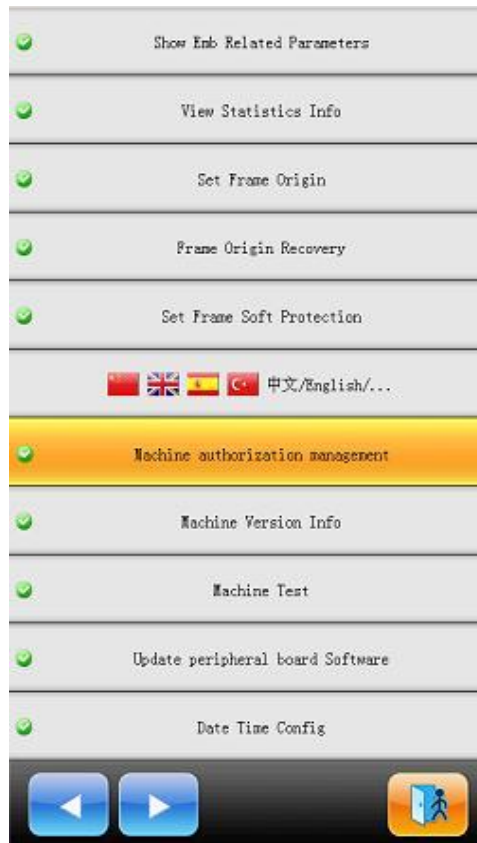 Show Emb Related Parameters
View Statistics Info
Set Frame Origin
Frame Origin Recovery
Set Frame Soft Protection
中文/English/...
Machine authorization management
Machine Version Info
Machine Test
Update peripheral board Software
Date Time Config